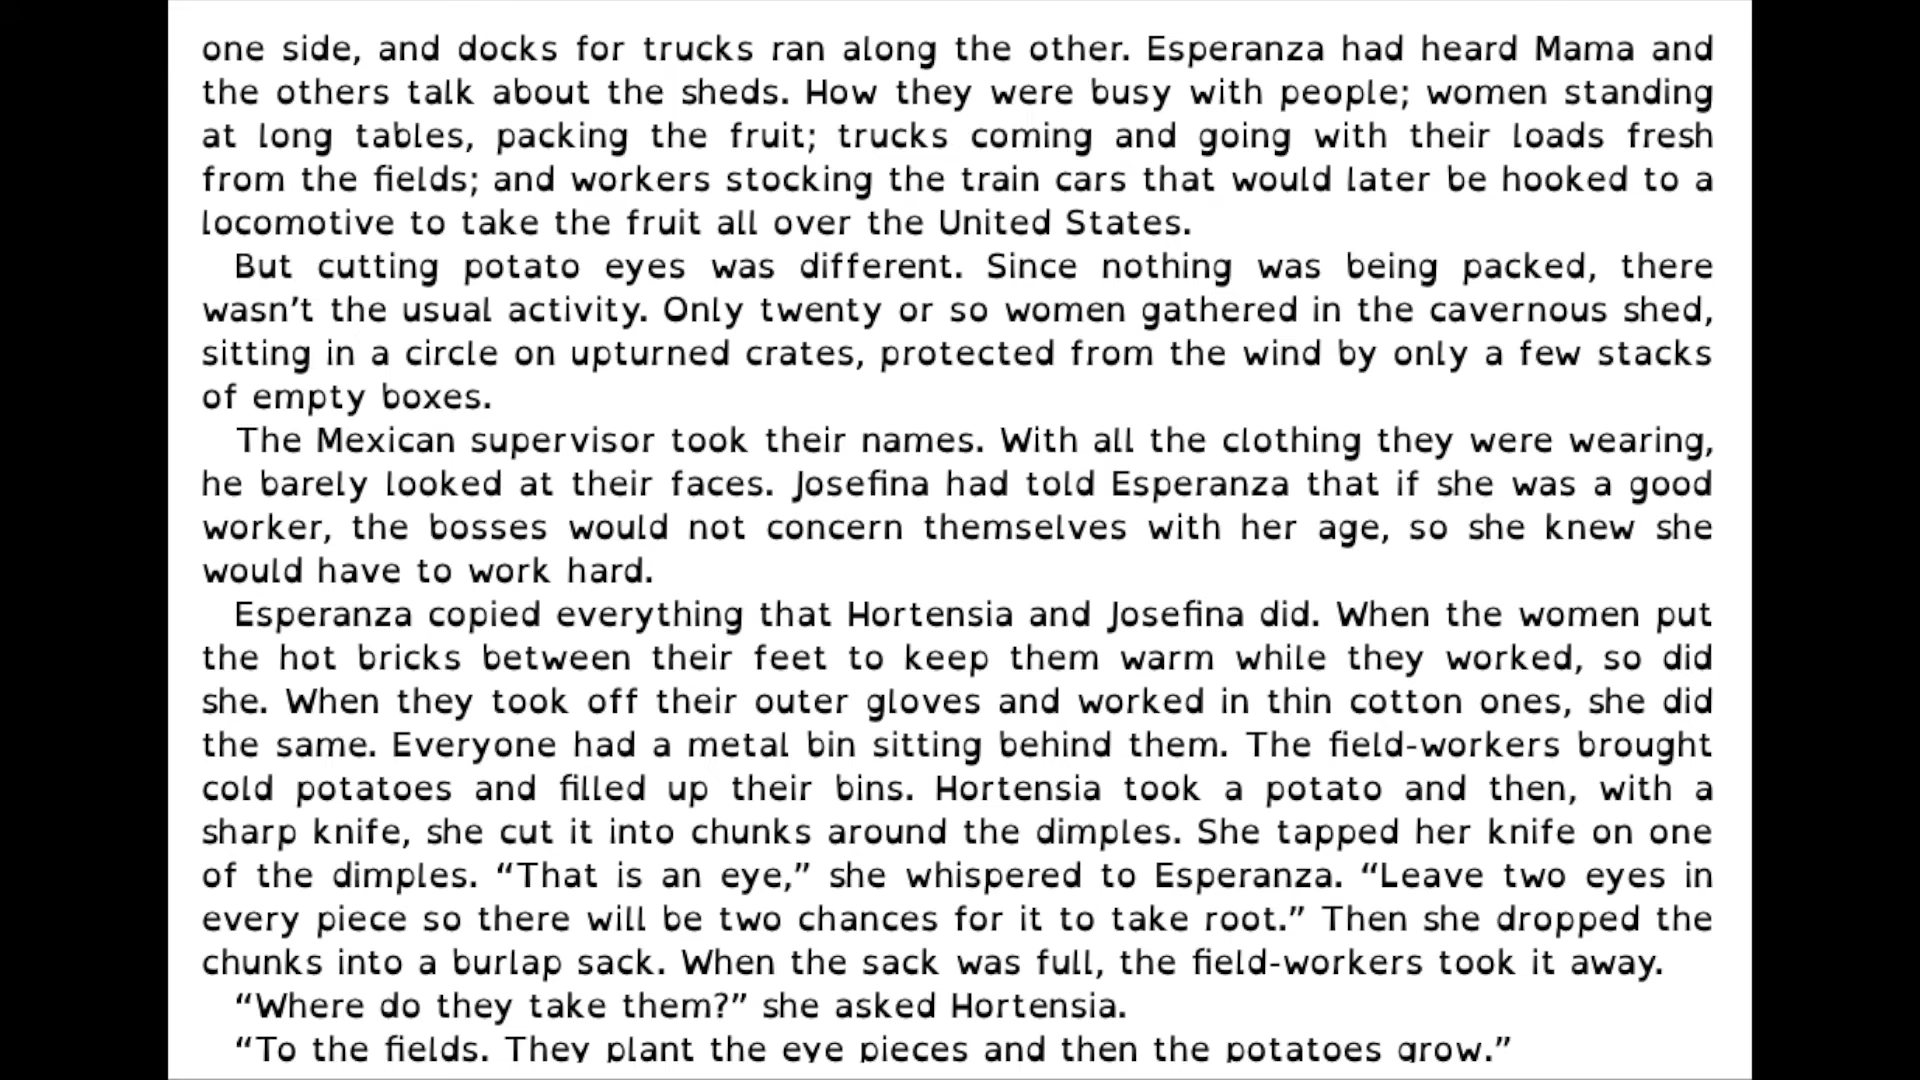 one side, and docks for trucks ran along the other. Esperanza had heard Mama and
the others talk about the sheds. How they were busy with people; women standing
at long tables, packing the fruit; trucks coming and going with their loads fresh
from the fields; and workers stocking the train cars that would later be hooked to a
locomotive to take the fruit all over the United States.
But cutting potato eyes was different. Since nothing was being packed, there
wasn’t the usual activity. Only twenty or so women gathered in the cavernous shed,
sitting in a circle on upturned crates, protected from the wind by only a few stacks
of empty boxes.
The Mexican supervisor took their names. With all the clothing they were wearing,
he barely looked at their faces. Josefina had told Esperanza that if she was a good
worker, the bosses would not concern themselves with her age, so she knew she
would have to work hard.
Esperanza copied everything that Hortensia and Josefina did. When the women put
the hot bricks between their feet to keep them warm while they worked, so did
she. When they took off their outer gloves and worked in thin cotton ones, she did
the same. Everyone had a metal bin sitting behind them. The field-workers brought
cold potatoes and filled up their bins. Hortensia took a potato and then, with a
sharp knife, she cut it into chunks around the dimples. She tapped her knife on one
of the dimples. “That is an eye,” she whispered to Esperanza. “Leave two eyes in
every piece so there will be two chances for it to take root.” Then she dropped the
chunks into a burlap sack. When the sack was full, the field-workers took it away.
“Where do they take them?” she asked Hortensia.
“To the fields. They plant the eye pieces and then the potatoes grow.”